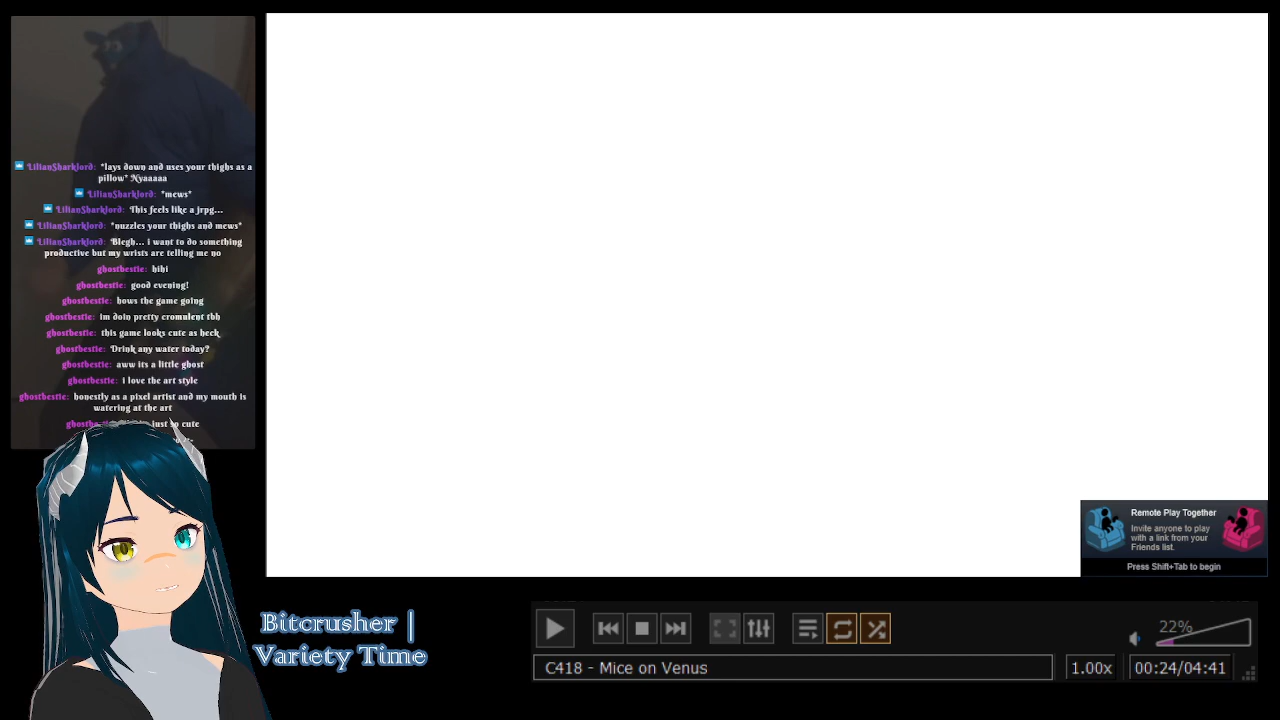 LilianSharklord: *lays down and uses your thighs as a
pillow* Nyaaaaa
LilianSharklord: *mews*
LilianSharklord: This feels like a jrpg...
LilianSharklord: *nuzzles your thighs and mews*
LilianSharklord: Blegh... i want to do something
productive but my wrists are telling me no
ghostbestie: hihi
ghostbestie: good evening!
ghostbestie: hows the game going
ghostbestie: im doin pretty cromulent tbh
ghostbestie: this game looks cute as heck
ghostbestie: Drink any water today?
ghostbestie: aww its a little ghost
ghostbestie: i love the art style
ghostbestie: honestly as a pixel artist and my mouth is
watering at the art
just so cute
Remote Play Together
Invite anyone to play
with a link from your
Friends list.
Press Shift+Tab to begin
Bitcrusher |
Variety Time
22%
C418 - Mice on Venus
1.00x
00:24/04:41